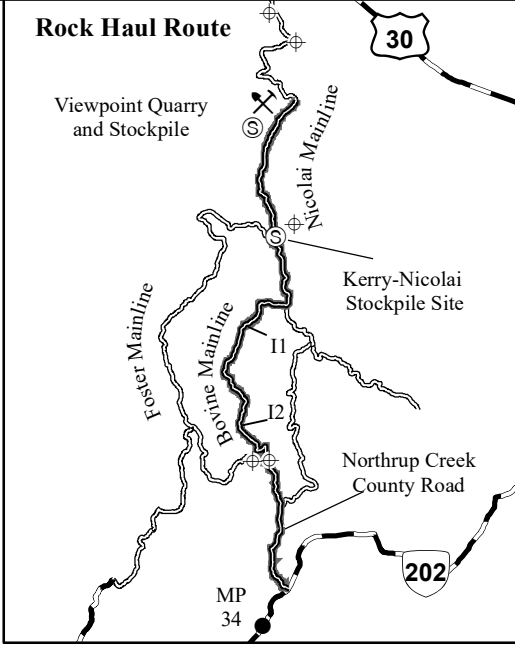 Rock Haul Route
30
Viewpoint Quarry
and Stockpile
S
Nicolai Mainline
S
Kerry-Nicolai
Stockpile Site
Foster Mainline
Bovine Mainline
I1
I2
Northrup Creek
County Road
202
MP
34